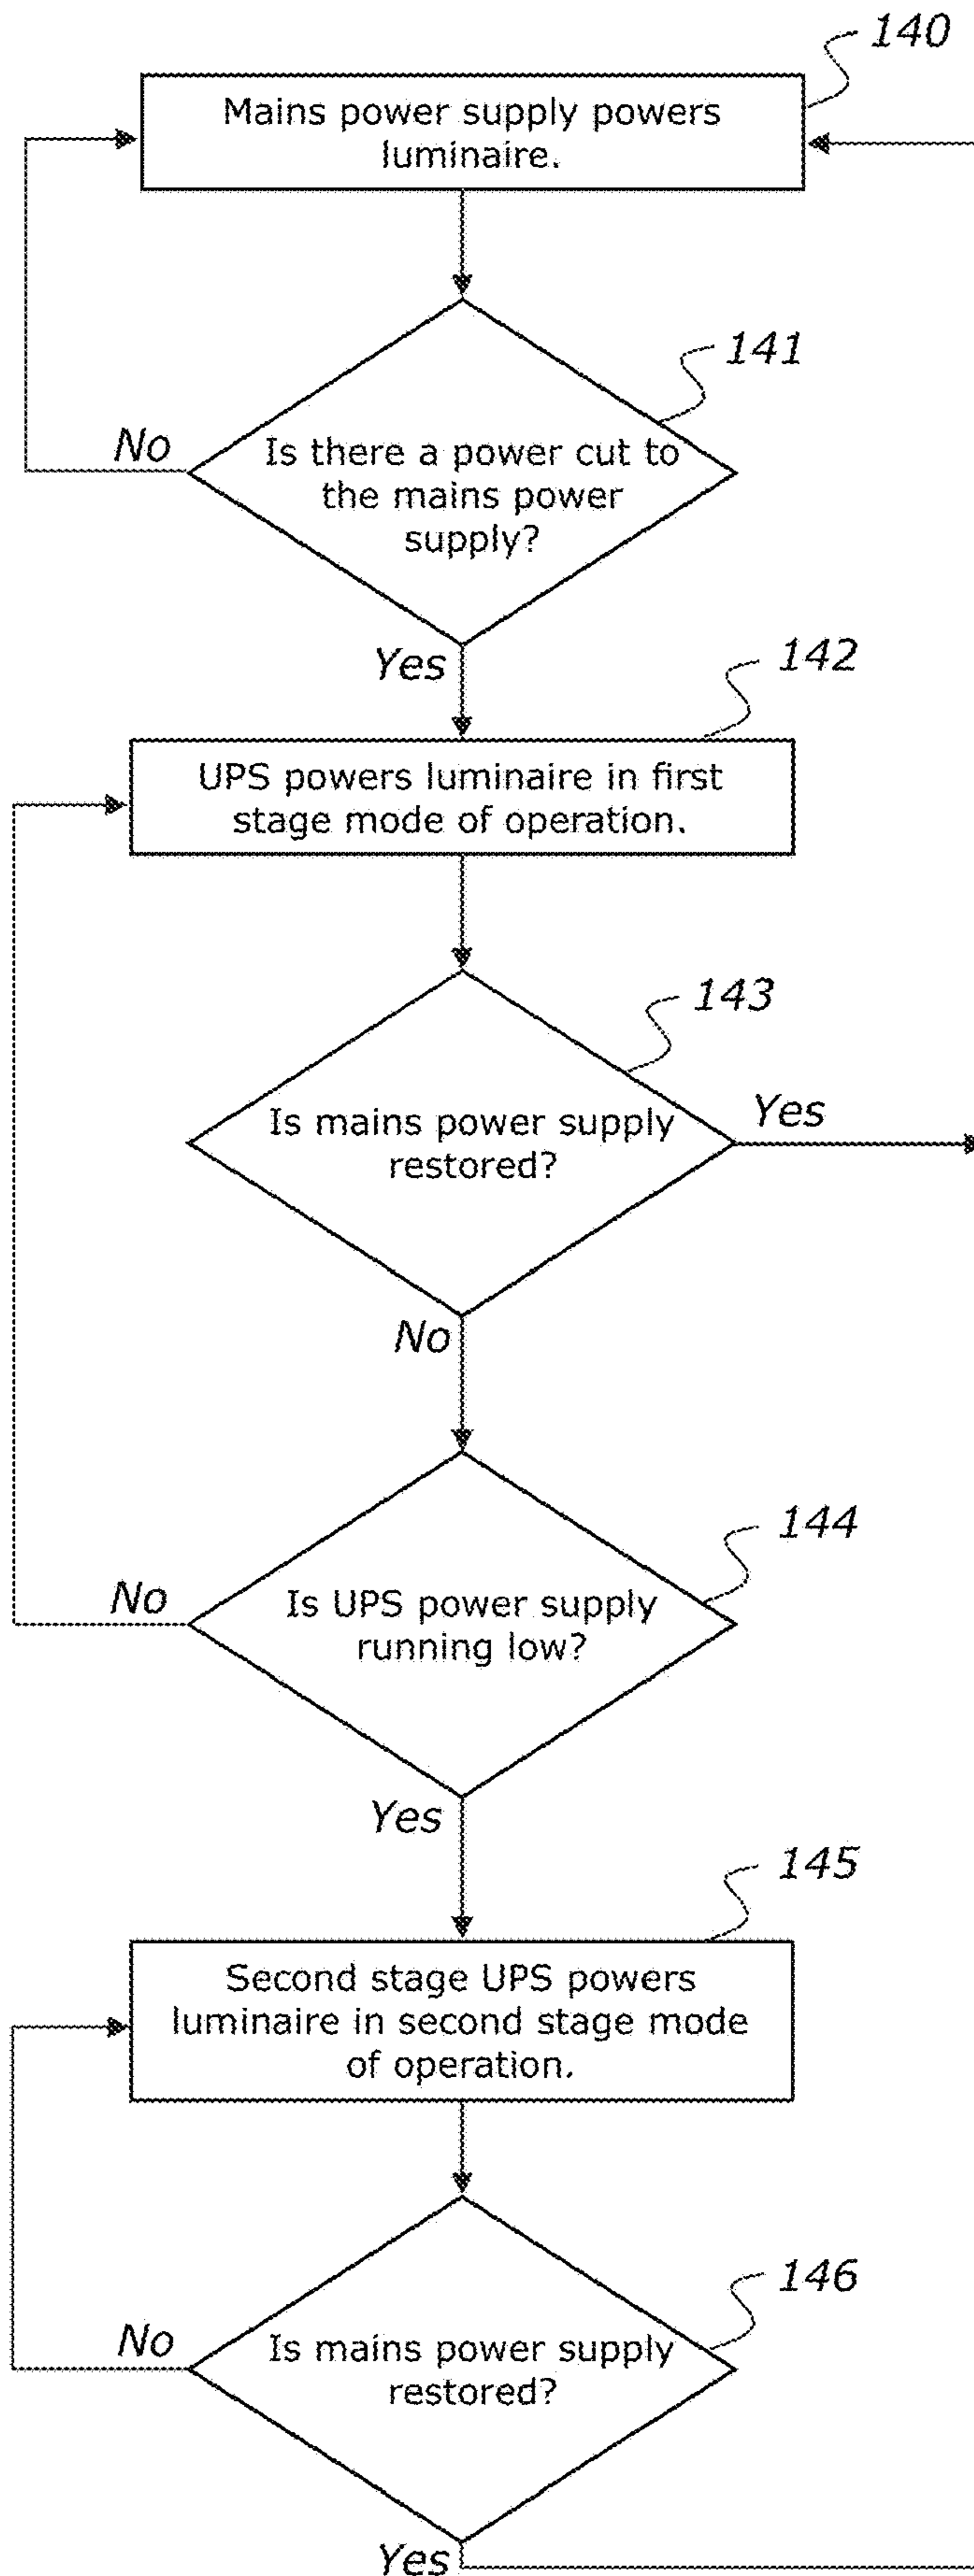 140
Mains power supply powers
luminaire.
141
No
Is there a power cut to
the mains power
supply?
Yes
142
UPS powers luminaire in first
stage mode of operation.
143
Is mains power supply
restored?
Yes
No
144
No
Is UPS power supply
running low?
Yes
145
Second stage UPS powers
luminaire in second stage mode
of operation.
146
No
Is mains power supply
restored?
Yes